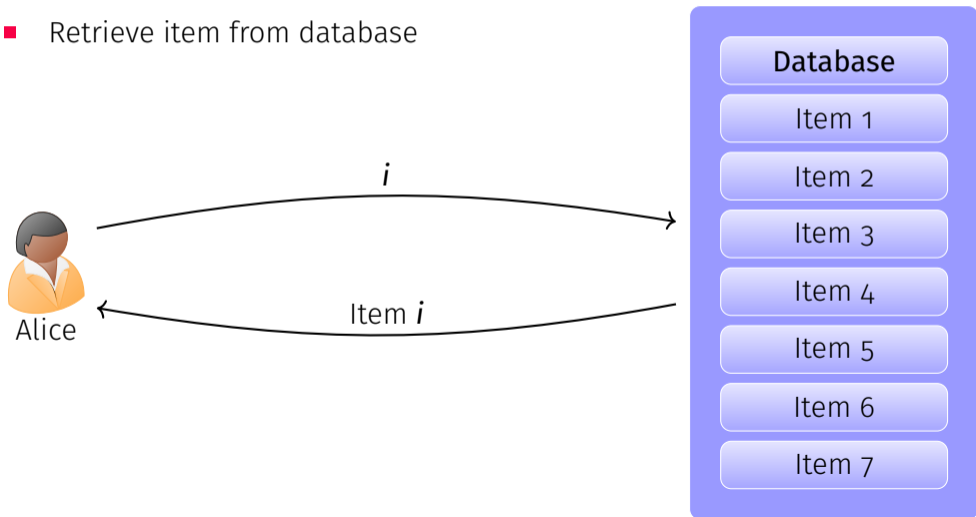 Retrieve item from database
i
Item i
Alice
Database
Item 1
Item 2
Item 3
Item 4
Item 5
Item 6
Item 7